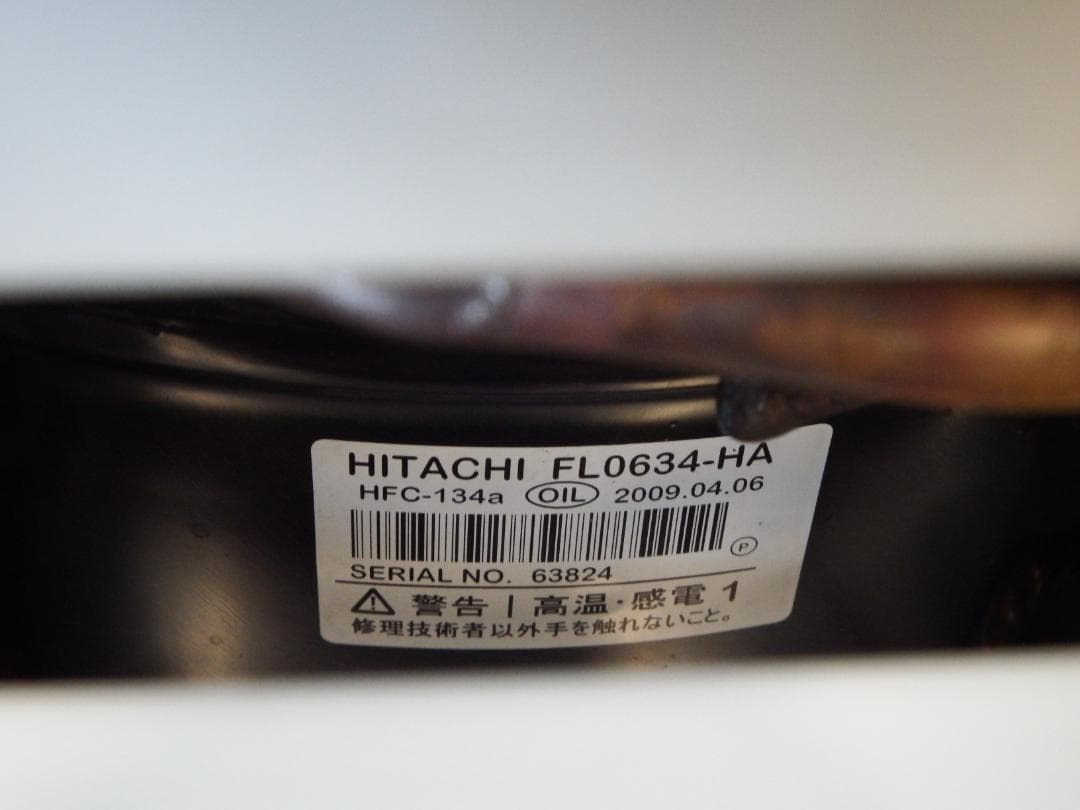 HITACHI FL0634-HA
HFC-134a OIL 2009.04.06
P
SERIAL NO. 63824
警告 | 高温・感電 1
修理技術者以外手を触れないこと。